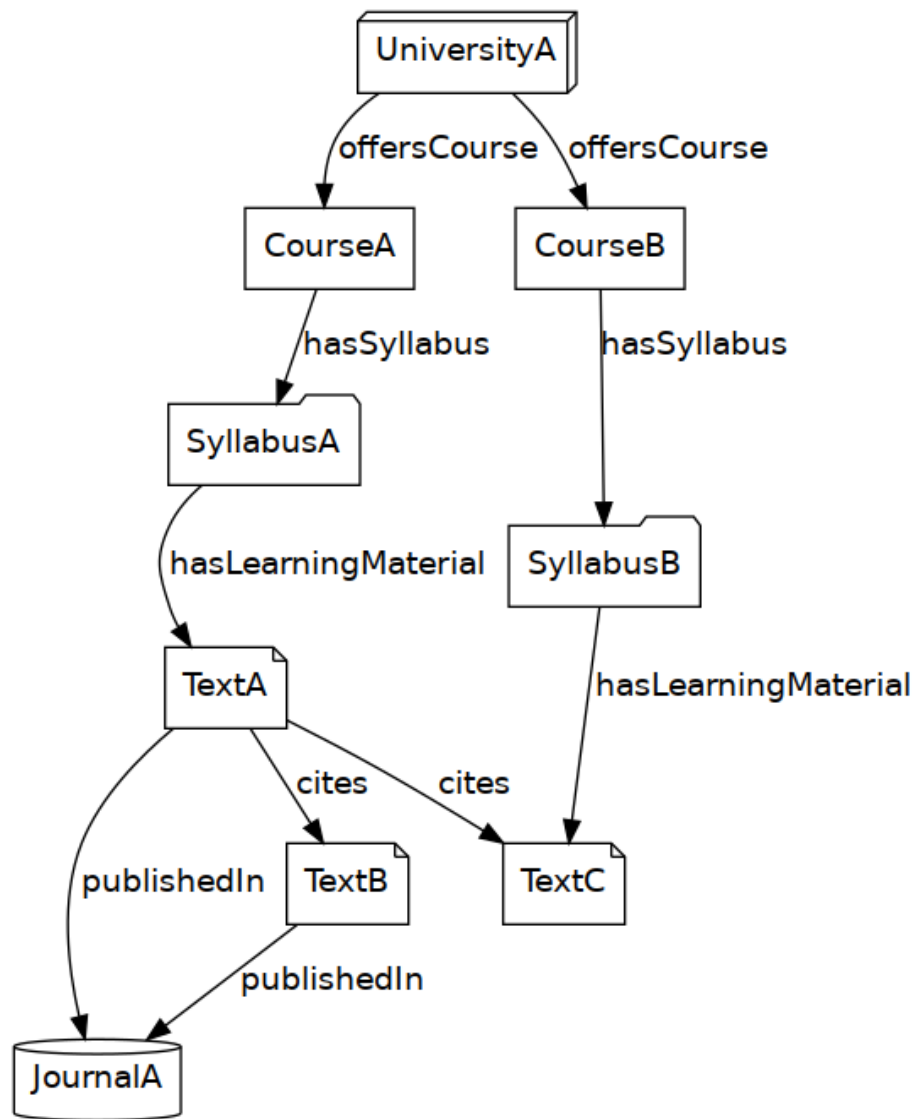 UniversityA
offersCourse offersCourse
CourseA CourseB
hasSyllabus hasSyllabus
SyllabusA
hasLearningMaterial SyllabusB
TextA hasLearningMaterial
cites cites
publishedIn TextB TextC
publishedIn
JournalA